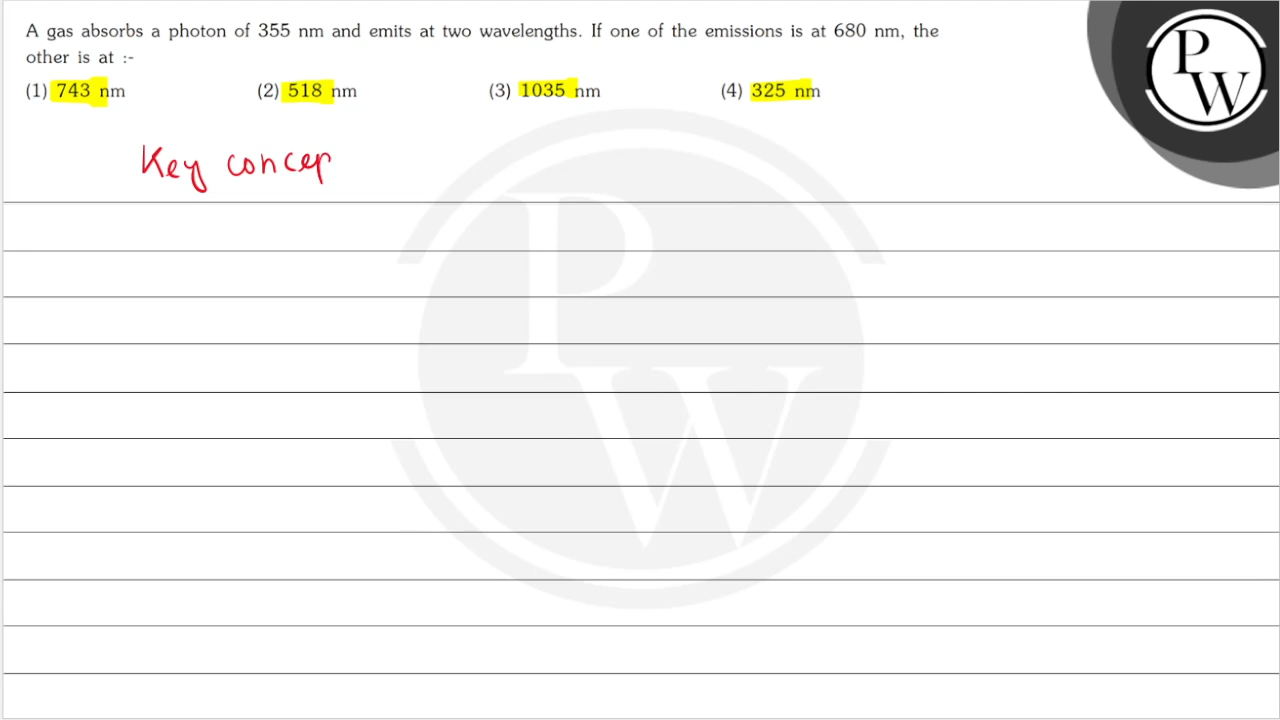 A gas absorbs a photon of 355 nm and emits at two wavelengths. If one of the emissions is at 680 nm, the
other is at :-
(1) 743 nm (2) 518 nm (3) 1035 nm (4) 325 nm
Key concep
P
W
P
W